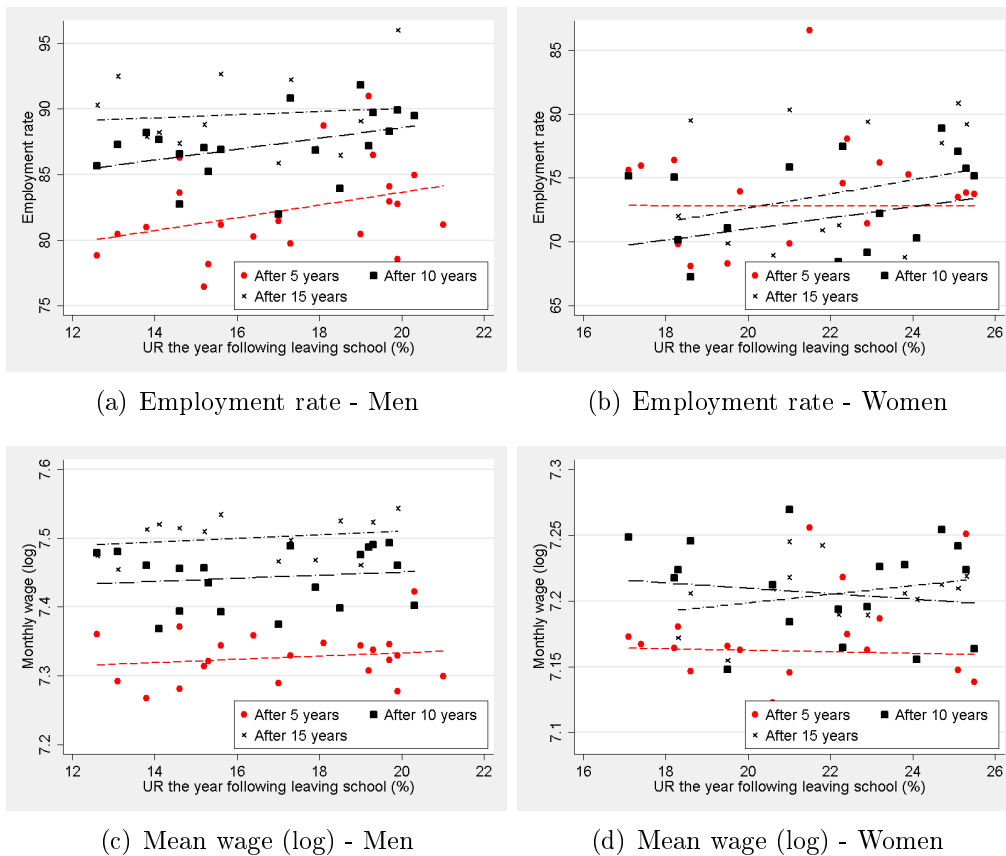 95
90
85
80
75
Employment rate
12 14 16 18 20 22
UR the year following leaving school (%)
After 5 years After 10 years
After 15 years
(a) Employment rate - Men
85
80
75
70
65
Employment rate
16 18 20 22 24 26
UR the year following leaving school (%)
After 5 years After 10 years
After 15 years
(b) Employment rate - Women
7.6
7.5
7.4
7.3
7.2
Monthly wage (log)
12 14 16 18 20 22
UR the year following leaving school (%)
After 5 years After 10 years
After 15 years
(c) Mean wage (log) - Men
7.3
7.25
7.2
7.15
7.1
Monthly wage (log)
16 18 20 22 24 26
UR the year following leaving school (%)
After 5 years After 10 years
After 15 years
(d) Mean wage (log) - Women